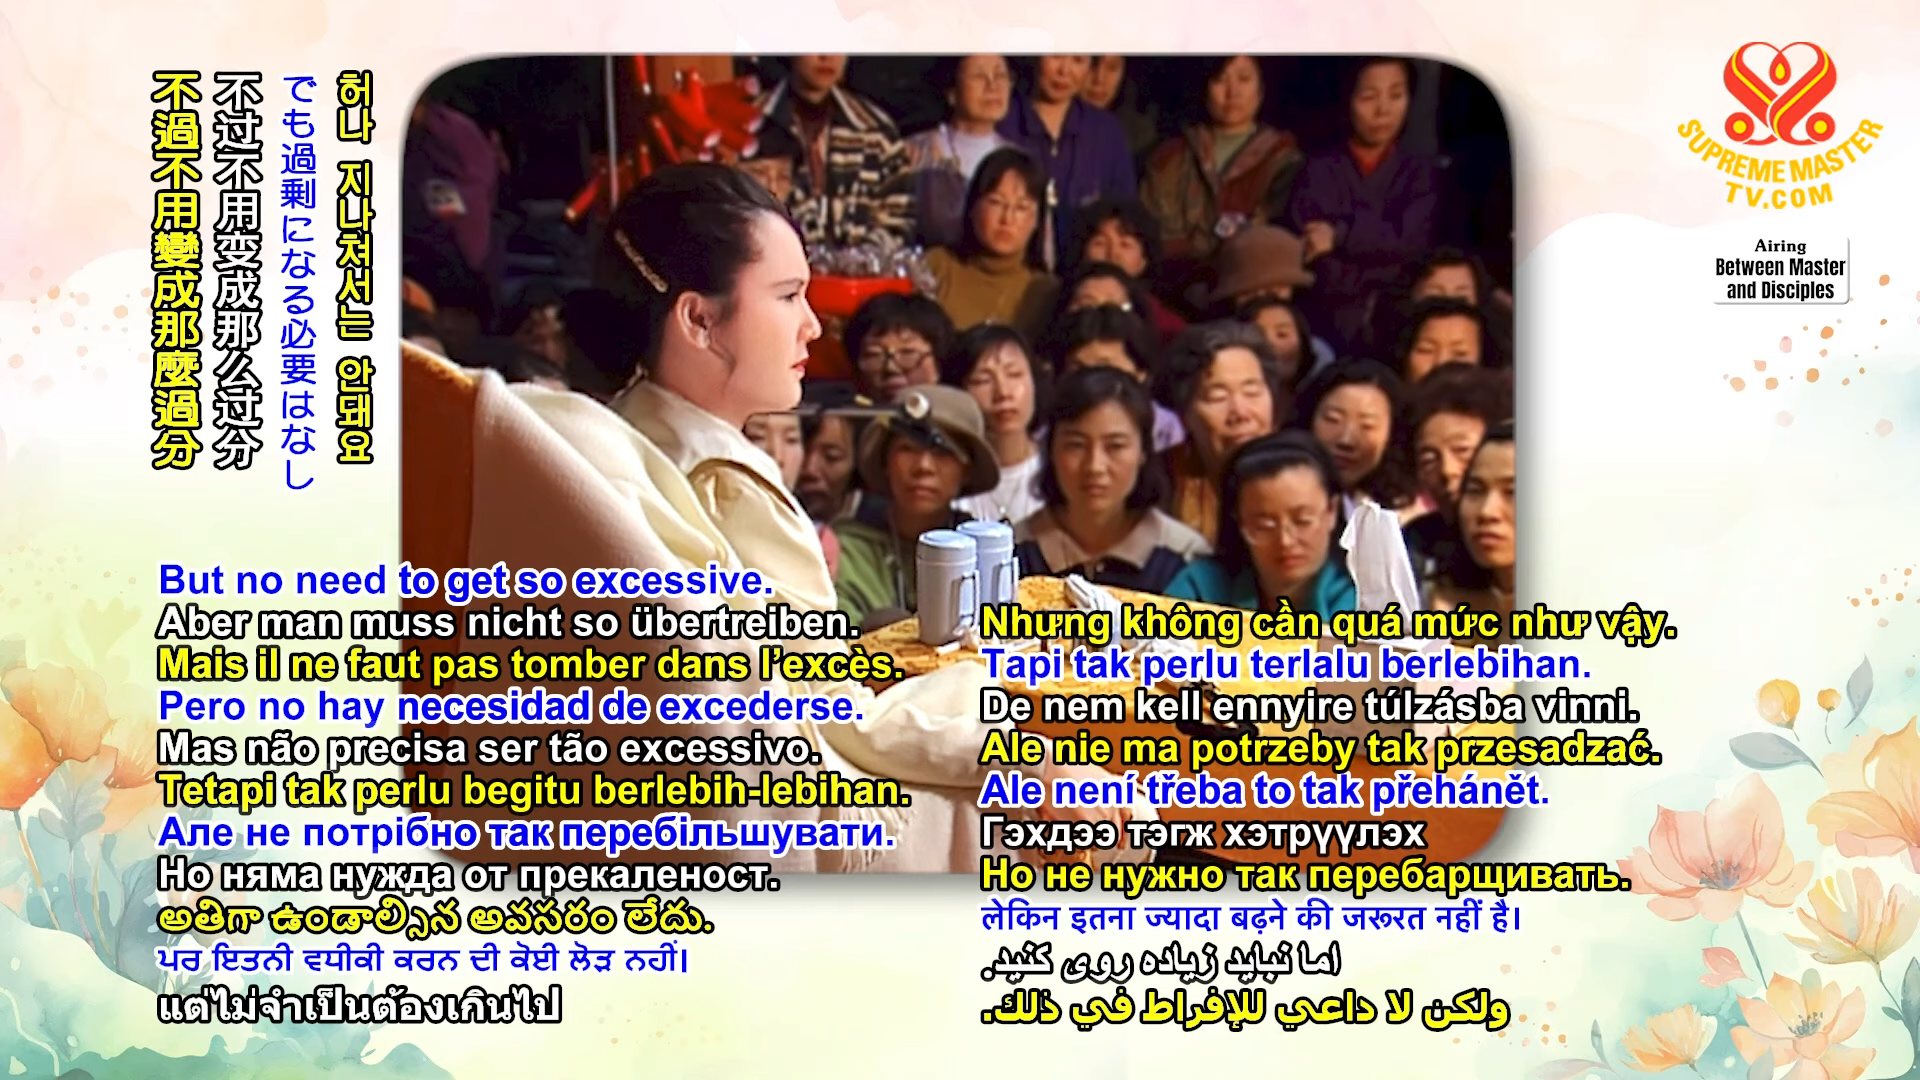 不過不用變成那麼過分
不过不用变成那么过分
でも過剰になる必要はなし
허나 지나쳐서는 안돼요
SUPREME MASTER
TV.COM
Airing
Between Master
and Disciples
But no need to get so excessive.
Aber man muss nicht so übertreiben.
Mais il ne faut pas tomber dans l’excès.
Pero no hay necesidad de excederse.
Mas não precisa ser tão excessivo.
Tetapi tak perlu begitu berlebih-lebihan.
Але не потрібно так перебільшувати.
Но няма нужда от прекаленост.
అతిగా ఉండాల్సిన అవసరం లేదు.
ਪਰ ਇਤਨੀ ਵਧੀਕੀ ਕਰਨ ਦੀ ਕੋਈ ਲੋੜ ਨਹੀਂ।
แต่ไม่จำเป็นต้องเกินไป
Nhưng không cần quá mức như vậy.
Tapi tak perlu terlalu berlebihan.
De nem kell ennyire túlzásba vinni.
Ale nie ma potrzeby tak przesadzać.
Ale není třeba to tak přehánět.
Гэхдээ тэгж хэтрүүлэх
Но не нужно так перебарщивать.
लेकिन इतना ज्यादा बढ़ने की जरूरत नहीं है।
اما نباید زیاده روی کنید.
ولكن لا داعي للإفراط في ذلك.